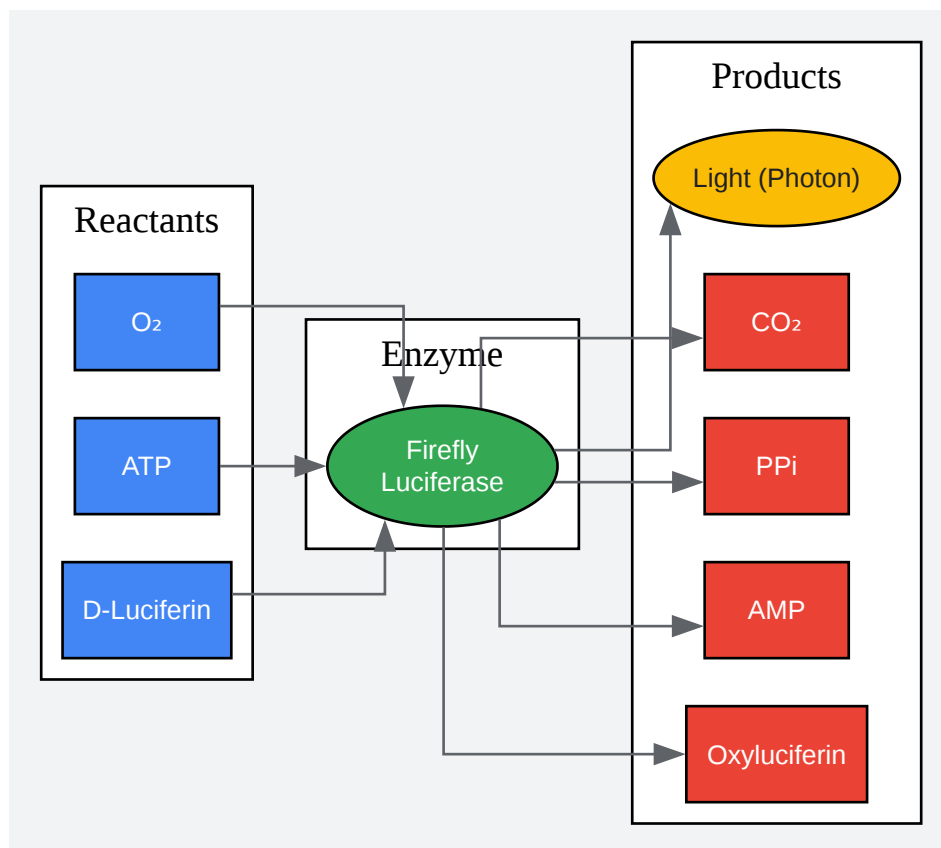 Reactants
O₂
ATP
D-Luciferin
Enzyme
Firefly
Luciferase
Products
Light (Photon)
CO₂
PPi
AMP
Oxyluciferin